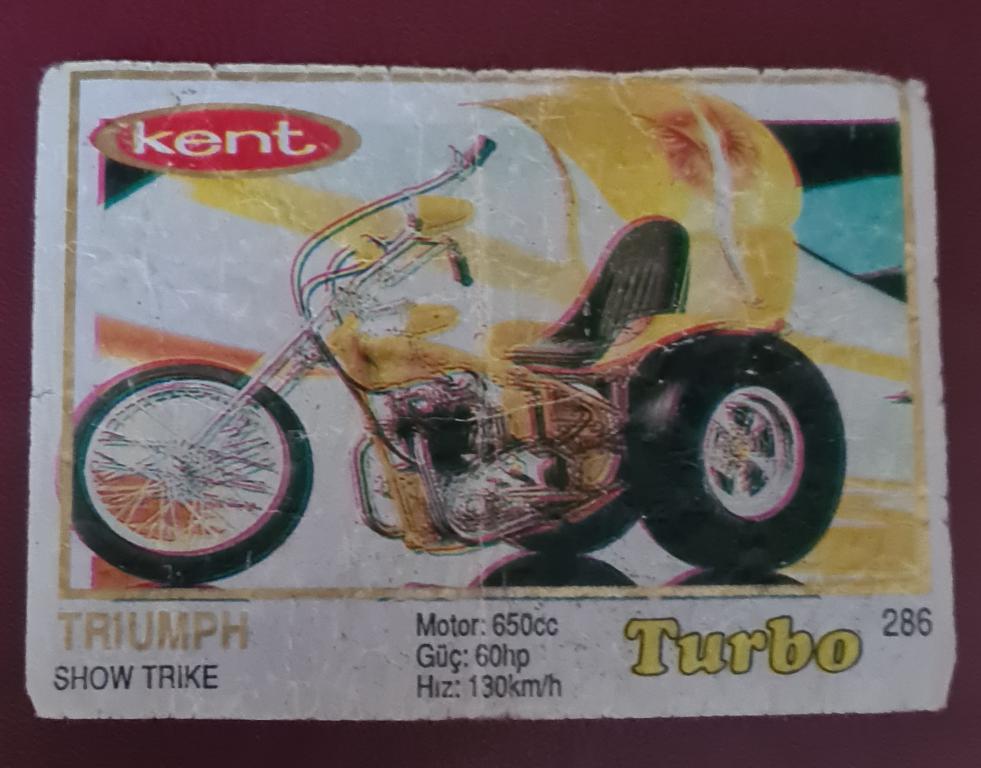 kent
TRIUMPH
SHOW TRIKE
Motor: 650cc
Güç: 60hp
Hız: 130km/h
Turbo
286